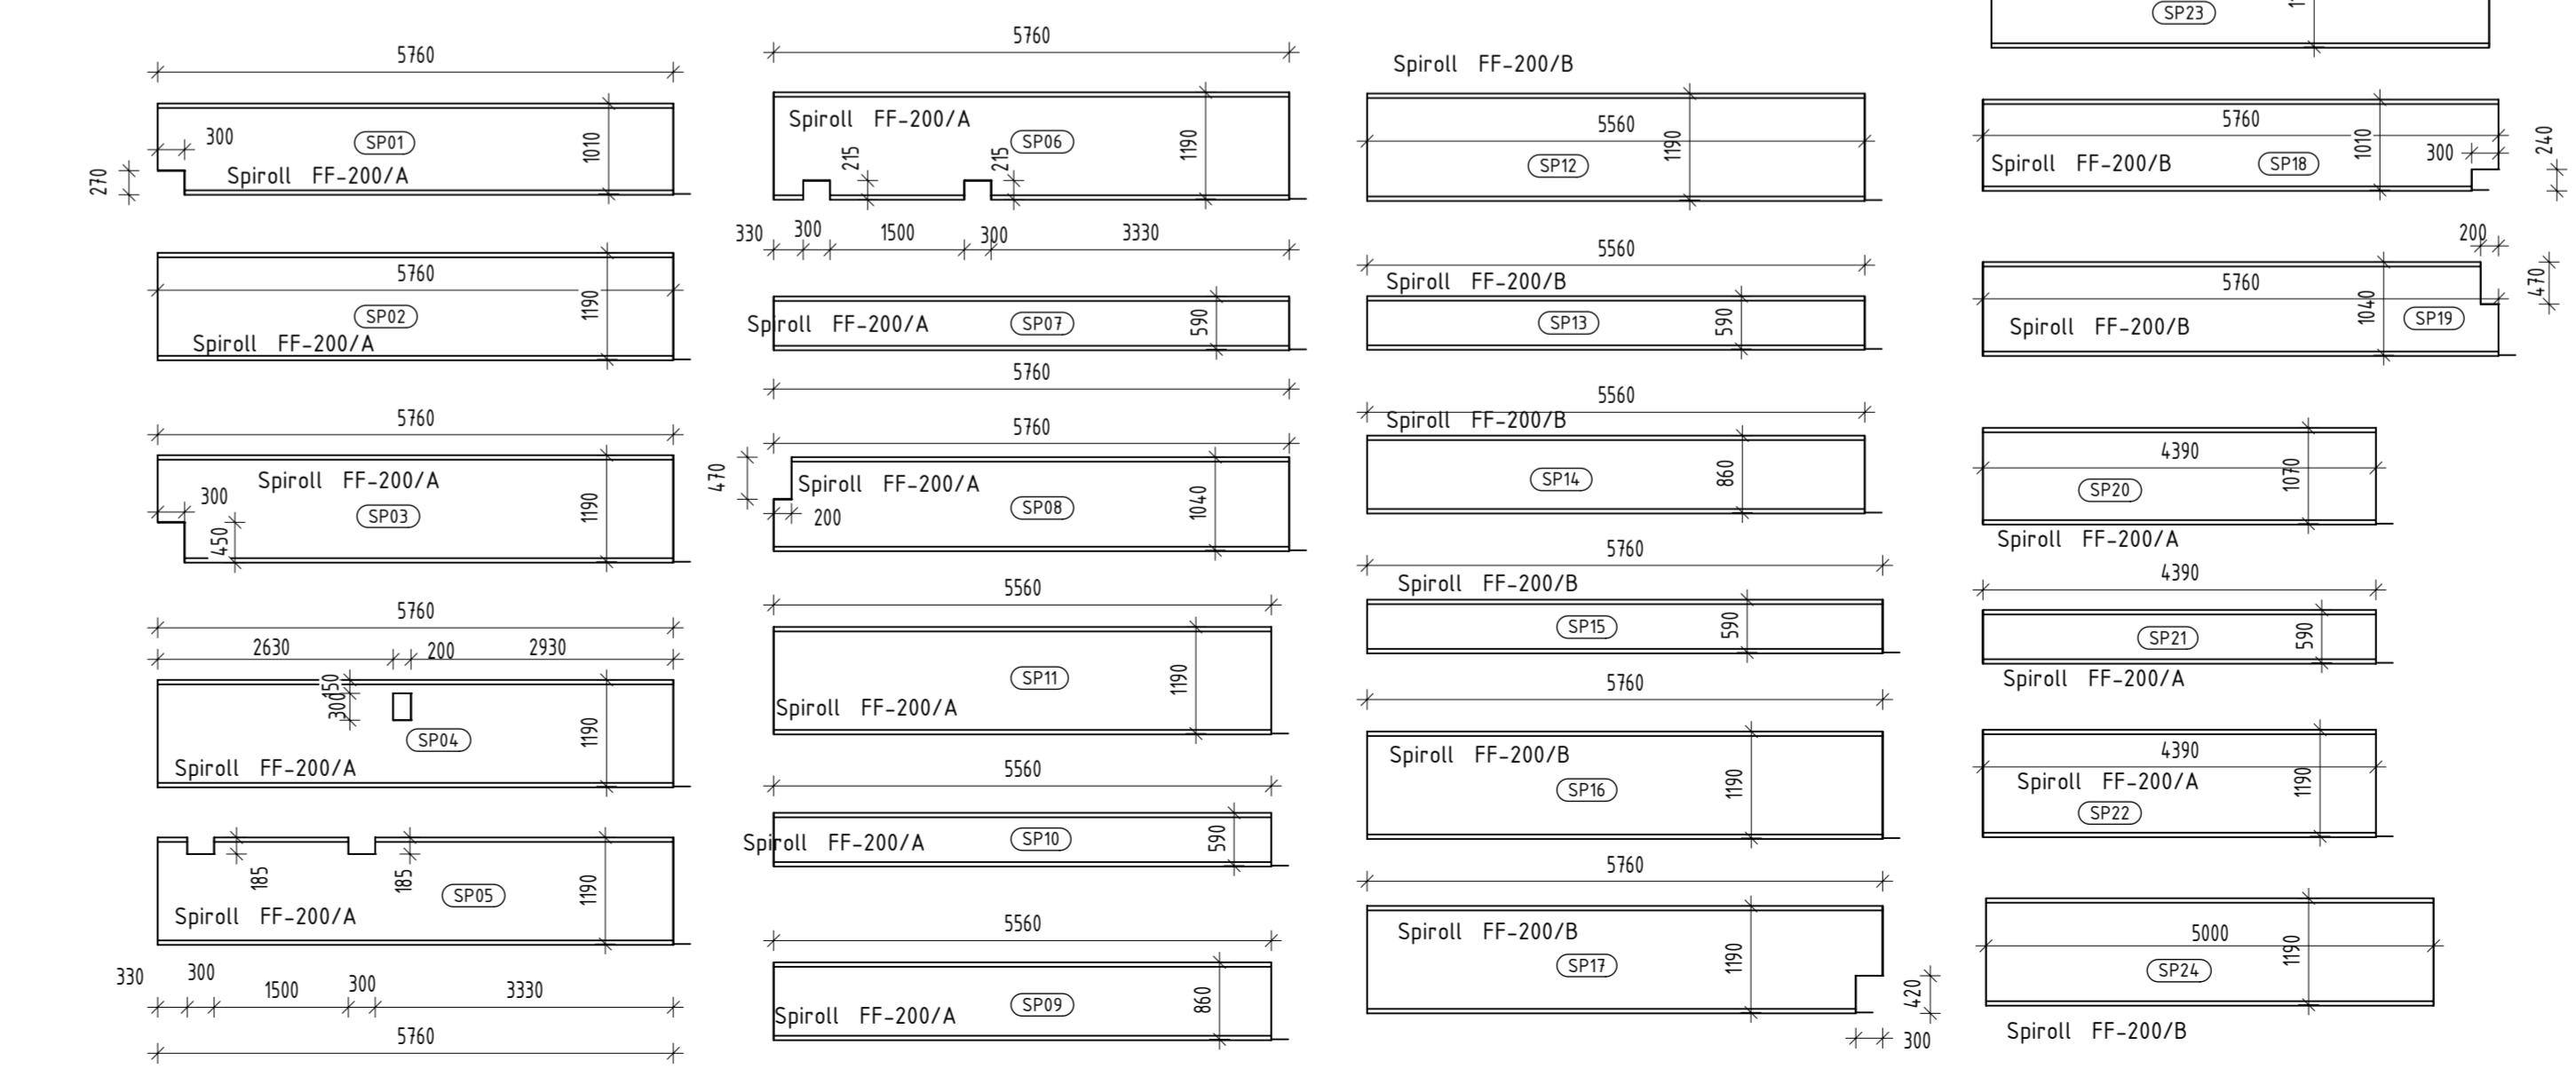 5760
300
SP01
1010
270
Spiroll FF-200/A
5760
SP02
1190
Spiroll FF-200/A
5760
Spiroll FF-200/A
300
SP03
1190
450
5760
2630
200
2930
150
300
SP04
1190
Spiroll FF-200/A
185
185
SP05
1190
Spiroll FF-200/A
330
300
1500
300
3330
5760
5760
Spiroll FF-200/A
SP06
215
215
1190
330
300
1500
300
3330
Spiroll FF-200/A
SP07
590
5760
5760
470
Spiroll FF-200/A
SP08
1040
200
5560
SP11
1190
Spiroll FF-200/A
5560
Spiroll FF-200/A
SP10
590
5560
SP09
860
Spiroll FF-200/A
Spiroll FF-200/B
5560
SP12
1190
5560
Spiroll FF-200/B
SP13
590
5560
Spiroll FF-200/B
SP14
860
5760
Spiroll FF-200/B
SP15
590
5760
Spiroll FF-200/B
SP16
1190
5760
Spiroll FF-200/B
SP17
1190
420
300
SP23
5760
1010
300
240
Spiroll FF-200/B
SP18
200
5760
470
1040
SP19
Spiroll FF-200/B
4390
SP20
1070
Spiroll FF-200/A
4390
SP21
590
Spiroll FF-200/A
4390
Spiroll FF-200/A
SP22
1190
5000
SP24
1190
Spiroll FF-200/B